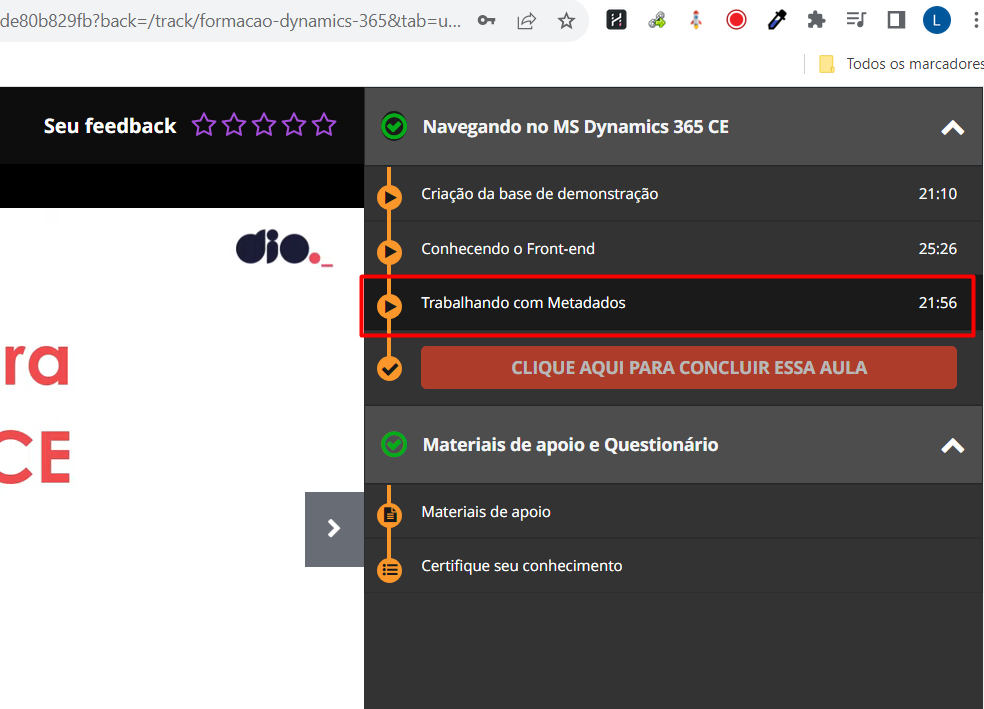 de80b829fb?back=/track/formacao-dynamics-365&tab=u...
L
Todos os marcadores
Seu feedback
Navegando no MS Dynamics 365 CE
Criação da base de demonstração 21:10
Conhecendo o Front-end 25:26
Trabalhando com Metadados 21:56
CLIQUE AQUI PARA CONCLUIR ESSA AULA
Materiais de apoio e Questionário
Materiais de apoio
Certifique seu conhecimento
dio._
ra
CE